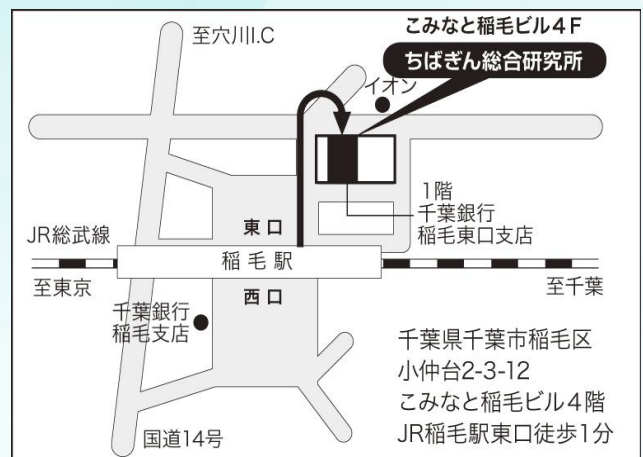 こみなと稲毛ビル4F
ちばぎん総合研究所
至穴川I.C
イオン
1階
千葉銀行
稲毛東口支店
東口
JR総武線
稲毛駅
至東京
西口
至千葉
千葉銀行
稲毛支店
国道14号
千葉県千葉市稲毛区
小仲台2-3-12
こみなと稲毛ビル4階
JR稲毛駅東口徒歩1分